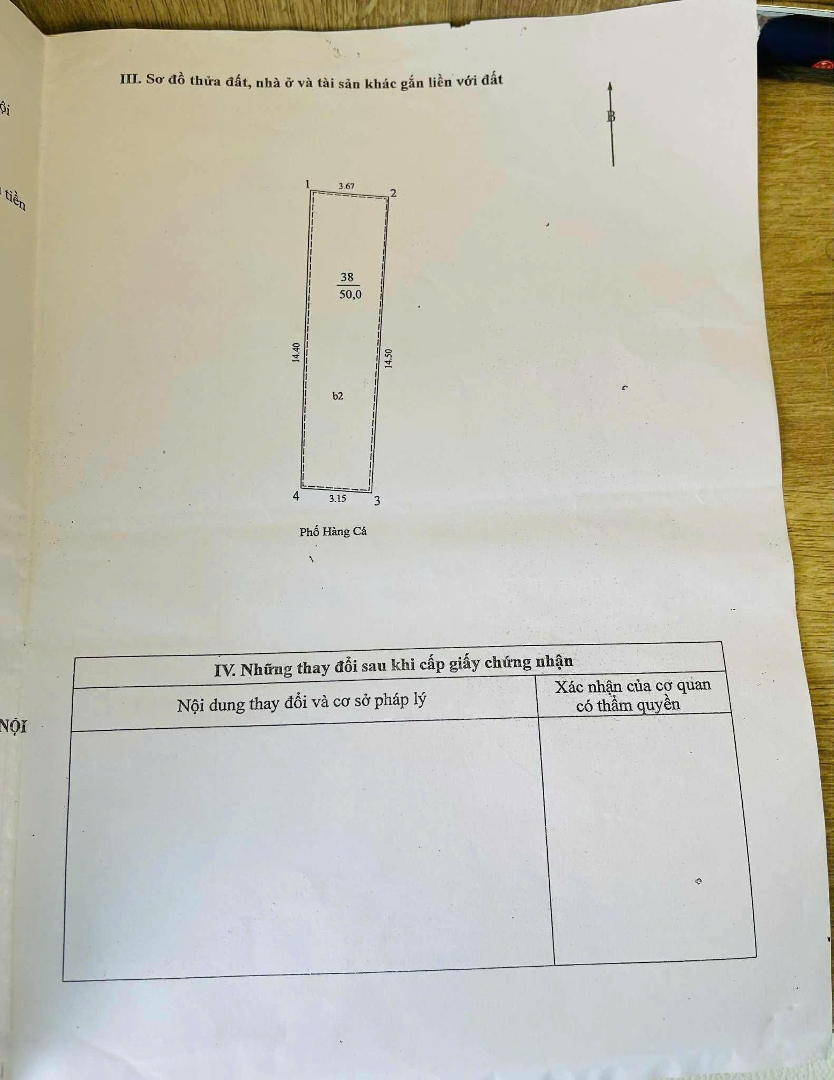 III. Sơ đồ thửa đất, nhà ở và tài sản khác gắn liền với đất
ội
tiền
B
1 3.67 2
38
50,0
14.40
14.50
b2
4 3.15 3
Phố Hàng Cá
IV. Những thay đổi sau khi cấp giấy chứng nhận
Nội dung thay đổi và cơ sở pháp lý
Xác nhận của cơ quan
có thẩm quyền
NỘI